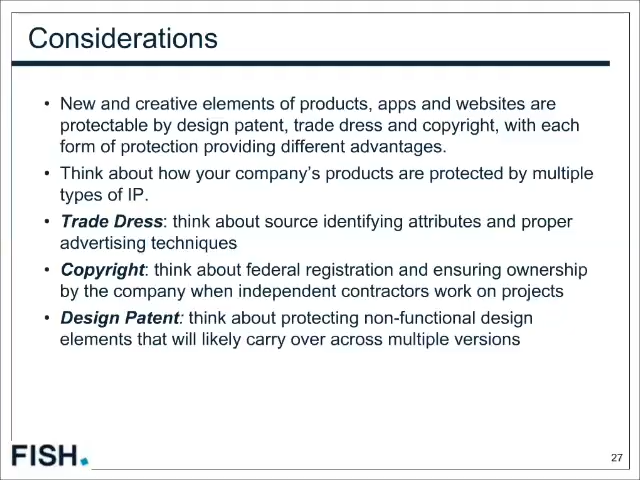 Considerations
• New and creative elements of products, apps and websites are
protectable by design patent, trade dress and copyright, with each
form of protection providing different advantages.
• Think about how your company's products are protected by multiple
types of IP.
• Trade Dress: think about source identifying attributes and proper
advertising techniques
• Copyright: think about federal registration and ensuring ownership
by the company when independent contractors work on projects
• Design Patent: think about protecting non-functional design
elements that will likely carry over across multiple versions
FISH.
27